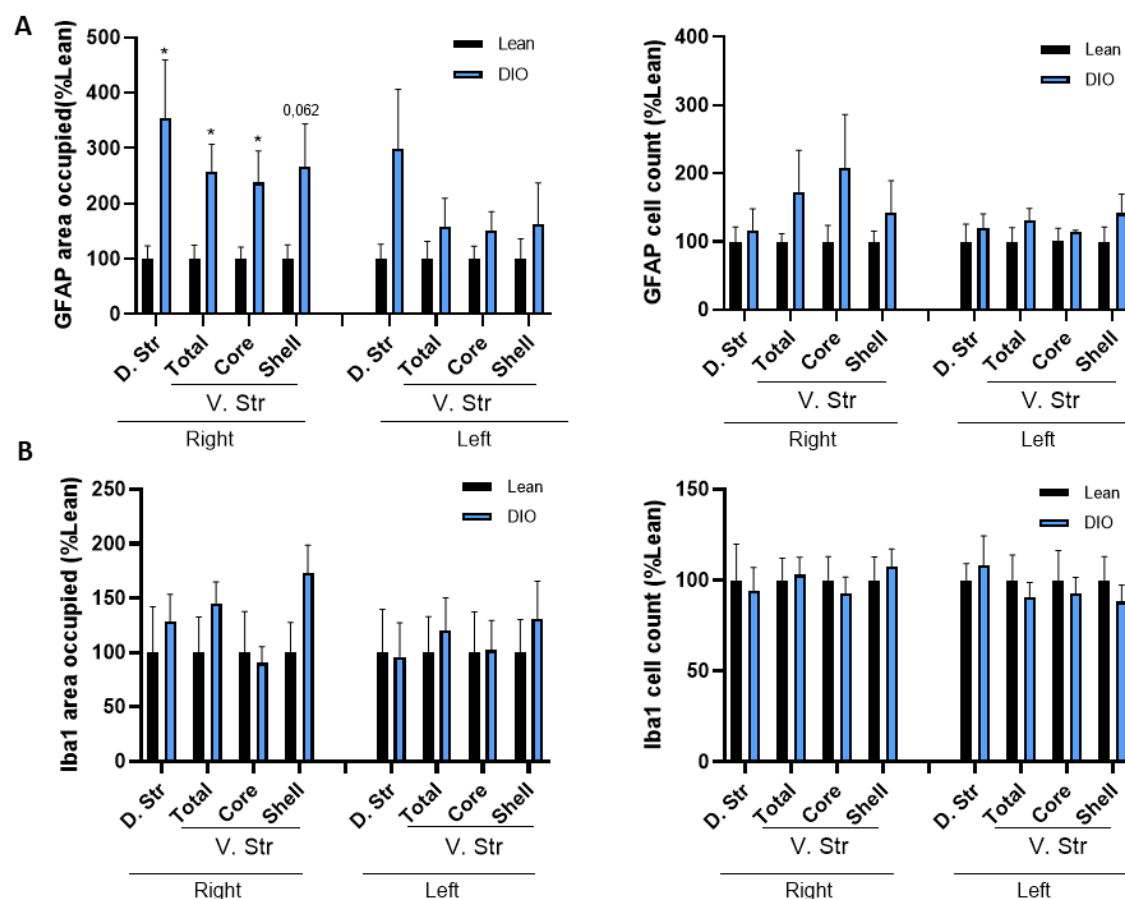 A
GFAP area occupied(%Lean)
500
400
300
200
100
0
Lean
DIO
*
*
*
0,062
D. Str
Total
Core
Shell
D. Str
Total
Core
Shell
V. Str
V. Str
Right
Left
GFAP cell count (%Lean)
400
300
200
100
0
Lean
DIO
D. Str
Total
Core
Shell
D. Str
Total
Core
Shell
V. Str
V. Str
Right
Left
B
Iba1 area occupied (%Lean)
250
200
150
100
50
0
Lean
DIO
D. Str
Total
Core
Shell
D. Str
Total
Core
Shell
V. Str
V. Str
Right
Left
Iba1 cell count (%Lean)
150
100
50
0
Lean
DIO
D. Str
Total
Core
Shell
D. Str
Total
Core
Shell
V. Str
V. Str
Right
Left